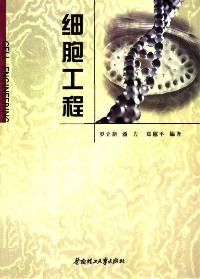 细胞工程
CELL ENGINEERING
罗立新 潘力 郑穗平 编著
华南理工大学出版社